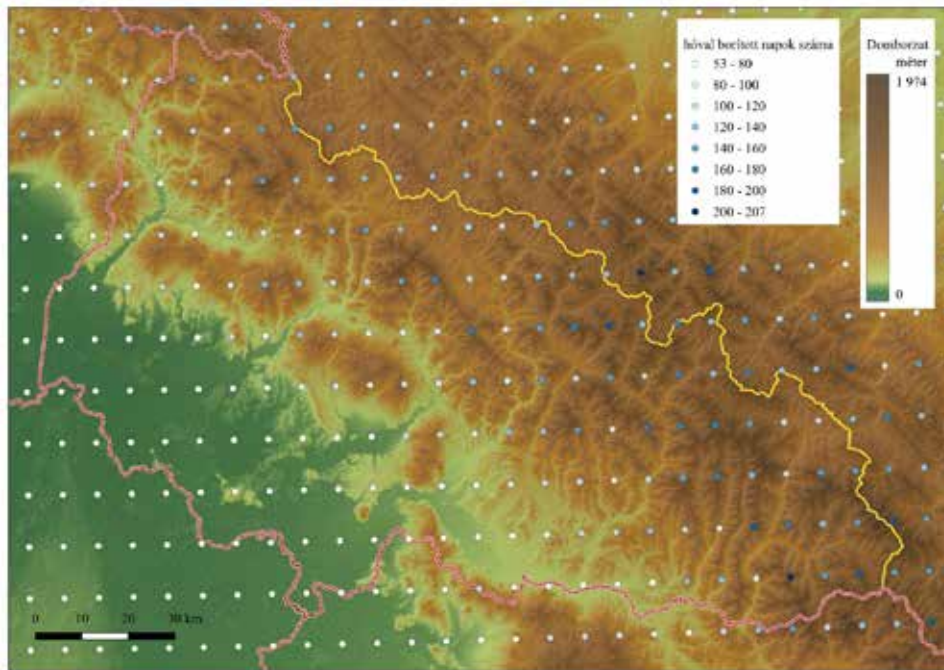 hóval borított napok száma
53 - 80
80 - 100
100 - 120
120 - 140
140 - 160
160 - 180
180 - 200
200 - 207
Domborzat
méter
1 974
0
0 10 20 30 km